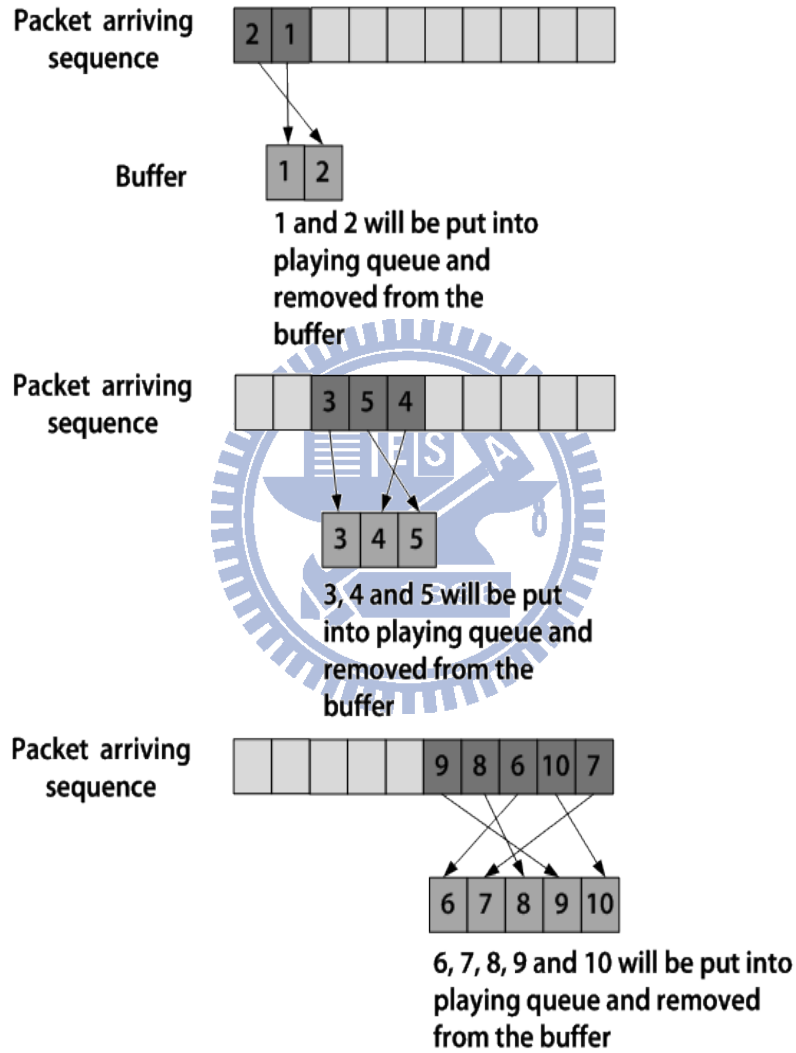 Packet arriving
sequence
2 1
Buffer
1 2
1 and 2 will be put into
playing queue and
removed from the
buffer
Packet arriving
sequence
3 5 4
E S A
3 4 5
3, 4 and 5 will be put
into playing queue and
removed from the
buffer
Packet arriving
sequence
9 8 6 10 7
6 7 8 9 10
6, 7, 8, 9 and 10 will be put into
playing queue and removed
from the buffer